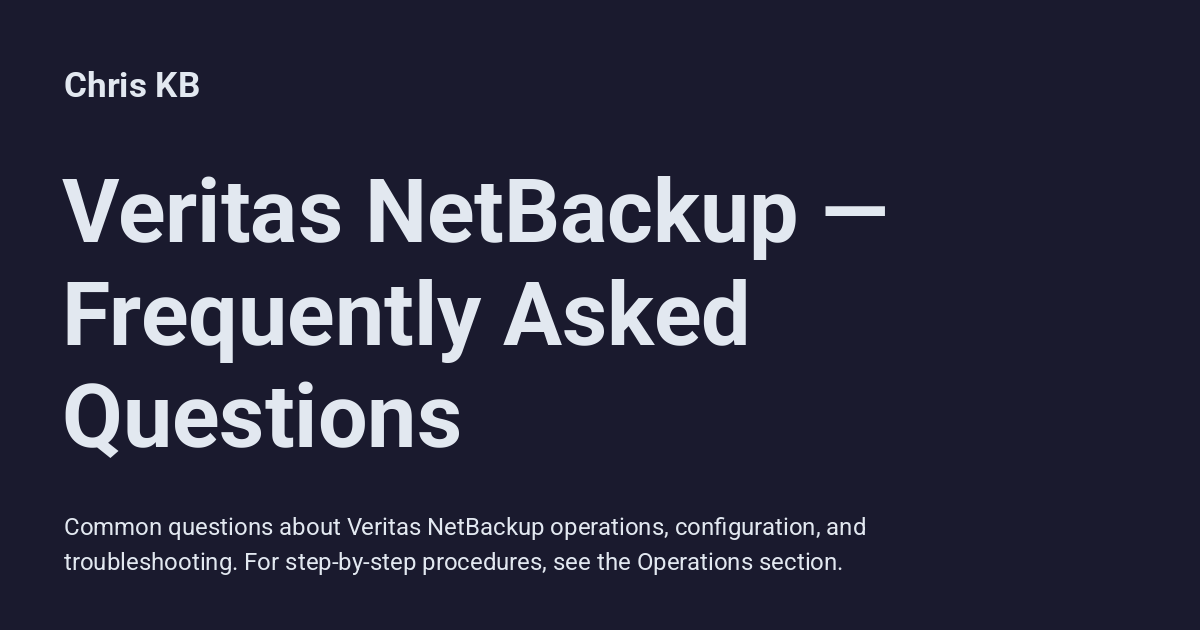 Chris KB
Veritas NetBackup —
Frequently Asked
Questions
Common questions about Veritas NetBackup operations, configuration, and
troubleshooting. For step-by-step procedures, see the Operations section.